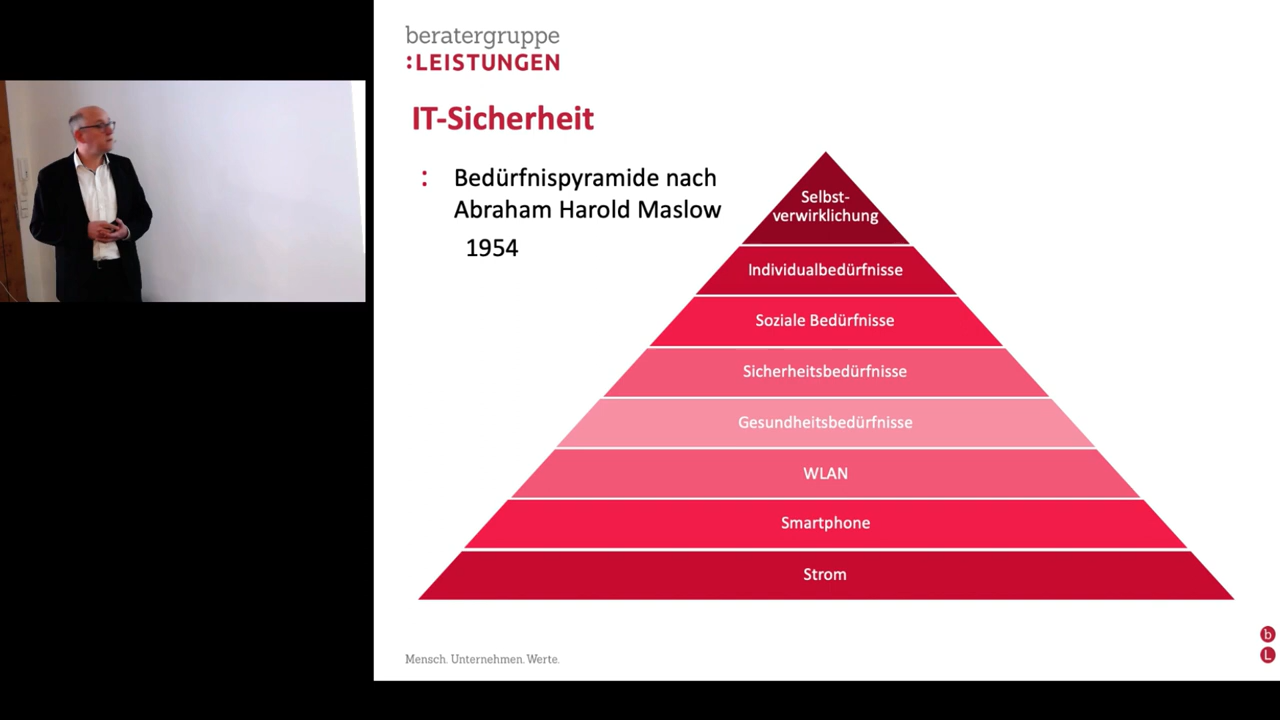 beratergruppe
:LEISTUNGEN
IT-Sicherheit
: Bedürfnispyramide nach
Abraham Harold Maslow
1954
Selbst-
verwirklichung
Individualbedürfnisse
Soziale Bedürfnisse
Sicherheitsbedürfnisse
Gesundheitsbedürfnisse
WLAN
Smartphone
Strom
Mensch. Unternehmen. Werte.
b
L